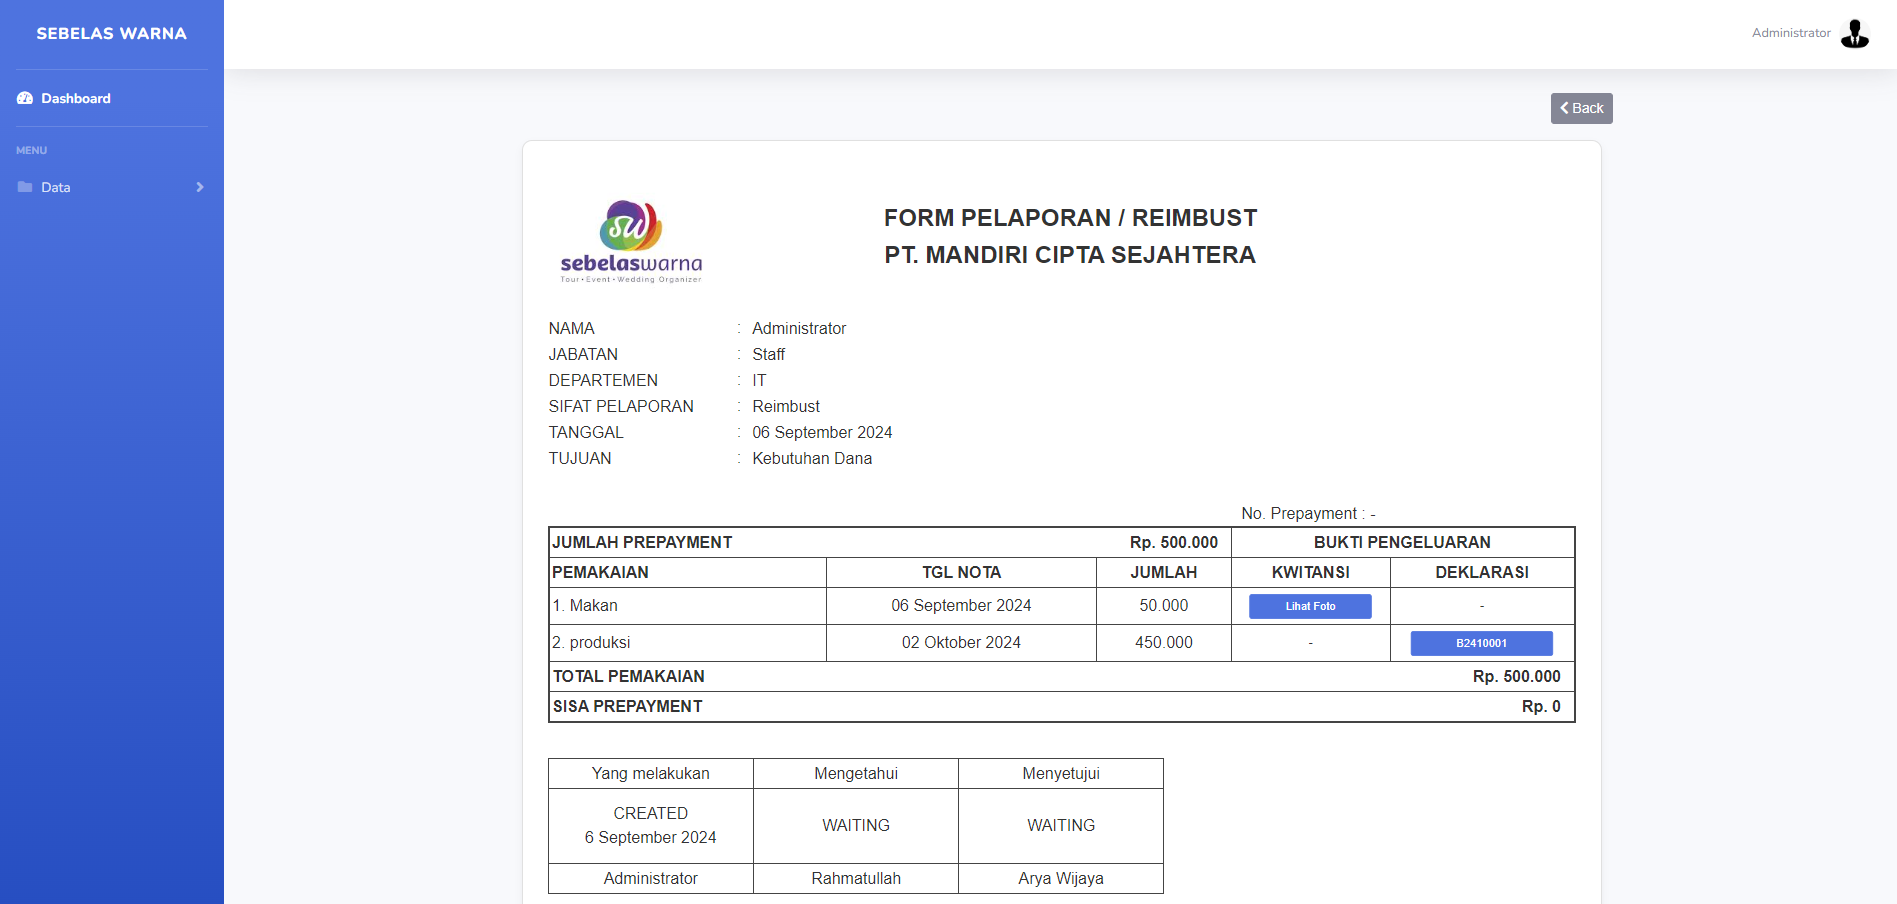 SEBELAS WARNA
Administrator
Dashboard
MENU
Data
Back
sw
sebelaswarna
Tour • Event • Wedding Organizer
FORM PELAPORAN / REIMBUST
PT. MANDIRI CIPTA SEJAHTERA
NAMA : Administrator
JABATAN : Staff
DEPARTEMEN : IT
SIFAT PELAPORAN : Reimbust
TANGGAL : 06 September 2024
TUJUAN : Kebutuhan Dana
No. Prepayment : -
JUMLAH PREPAYMENT Rp. 500.000 BUKTI PENGELUARAN
PEMAKAIAN TGL NOTA JUMLAH KWITANSI DEKLARASI
1. Makan 06 September 2024 50.000 Lihat Foto -
2. produksi 02 Oktober 2024 450.000 - B2410001
TOTAL PEMAKAIAN Rp. 500.000
SISA PREPAYMENT Rp. 0
Yang melakukan Mengetahui Menyetujui
CREATED
6 September 2024 WAITING WAITING
Administrator Rahmatullah Arya Wijaya